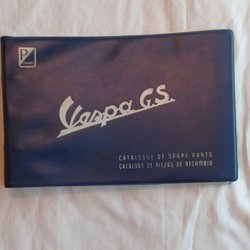 Vespa G.S.
CATALOGUE OF SPARE PARTS
CATALOGO DE PIEZAS DE RECAMBIO